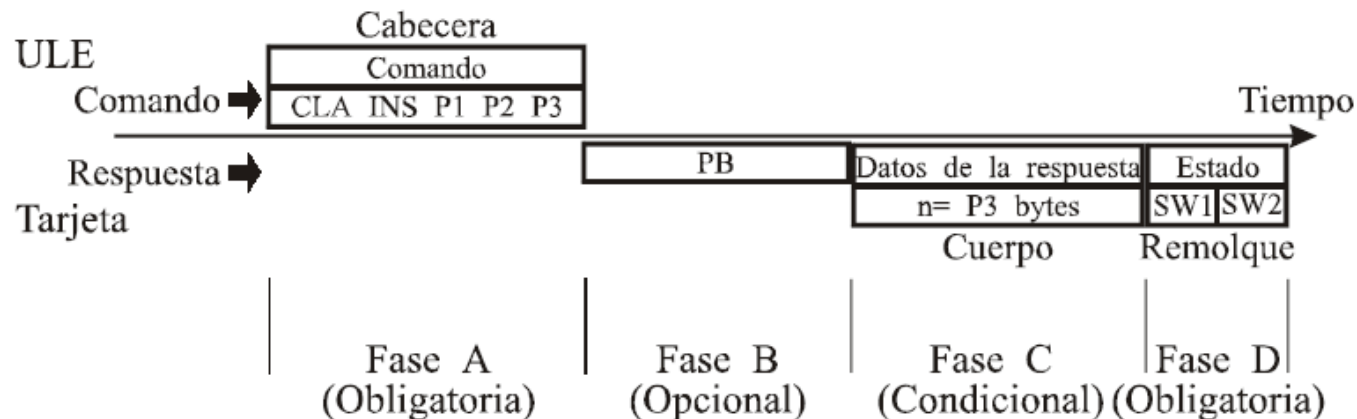 Cabecera
ULE
Comando
Comando
CLA INS P1 P2 P3
Tiempo
Respuesta
PB
Datos de la respuesta
Estado
Tarjeta
n= P3 bytes
SW1 SW2
Cuerpo
Remolque
Fase A
Fase B
Fase C
Fase D
(Obligatoria)
(Opcional)
(Condicional)
(Obligatoria)